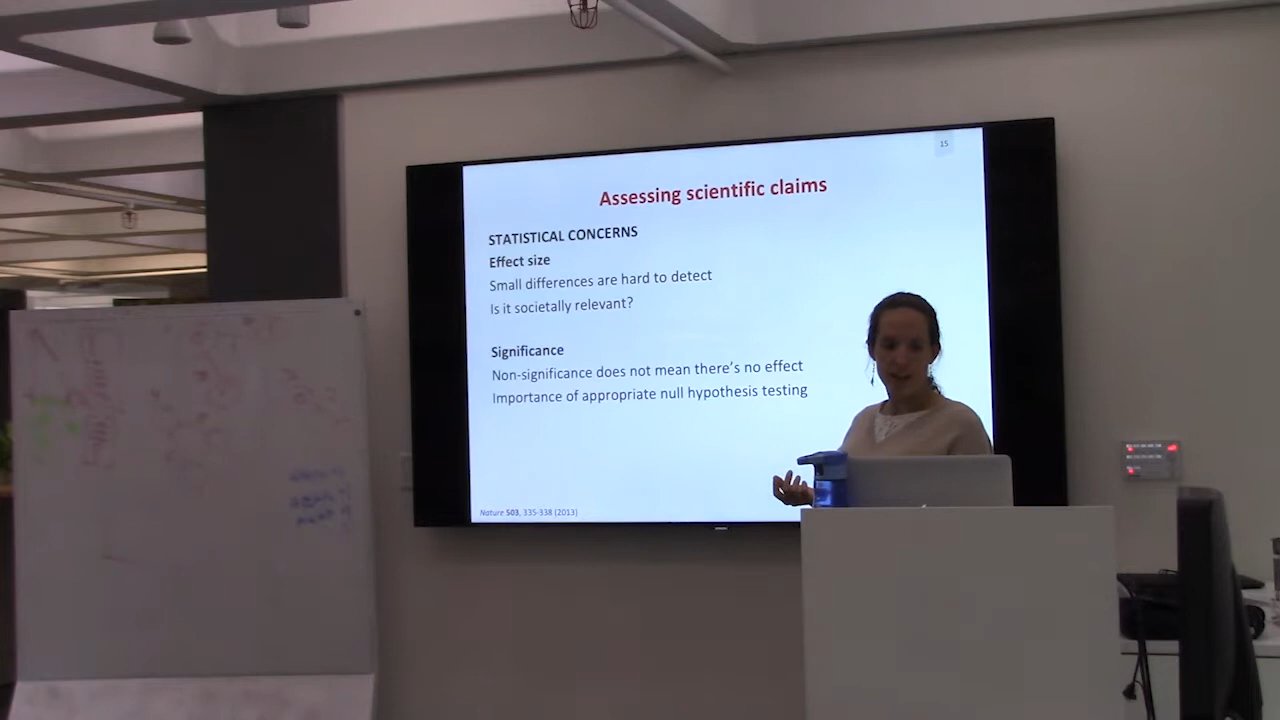 15
Assessing scientific claims
STATISTICAL CONCERNS
Effect size
Small differences are hard to detect
Is it societally relevant?
Significance
Non-significance does not mean there's no effect
Importance of appropriate null hypothesis testing
Nature 503, 335-338 (2013)